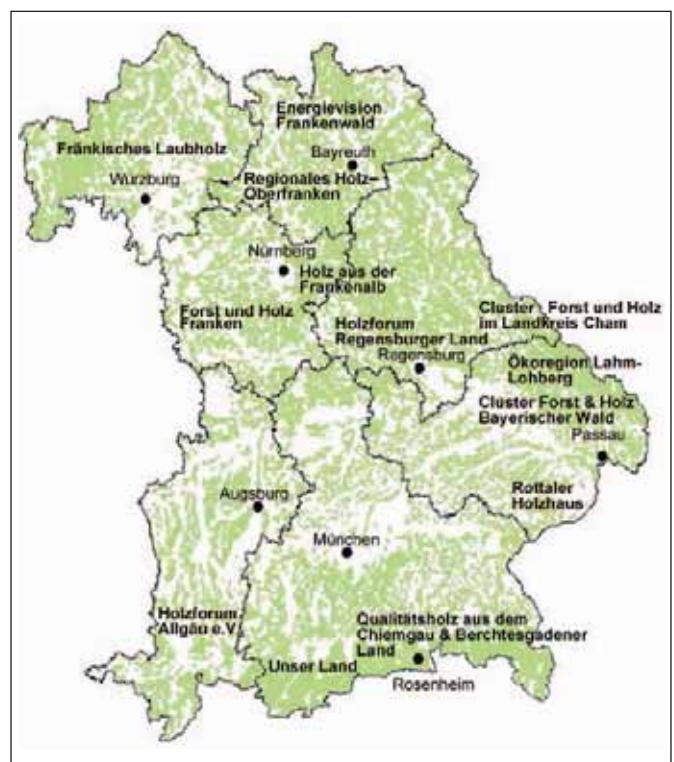 Energievision
Frankenwald
Fränkisches Laubholz
Bayreuth
Würzburg
Regionales Holz–
Oberfranken
Nürnberg
Holz aus der
Frankenalb
Forst und Holz
Franken
Cluster Forst und Holz
im Landkreis Cham
Holzforum
Regensburger Land
Regensburg
Ökoregion Lahm-
Lohberg
Cluster Forst & Holz
Bayerischer Wald
Passau
Rottaler
Holzhaus
Augsburg
München
Holzforum
Allgäu e.V.
Qualitätsholz aus dem
Chiemgau & Berchtesgadener
Land
Unser Land
Rosenheim